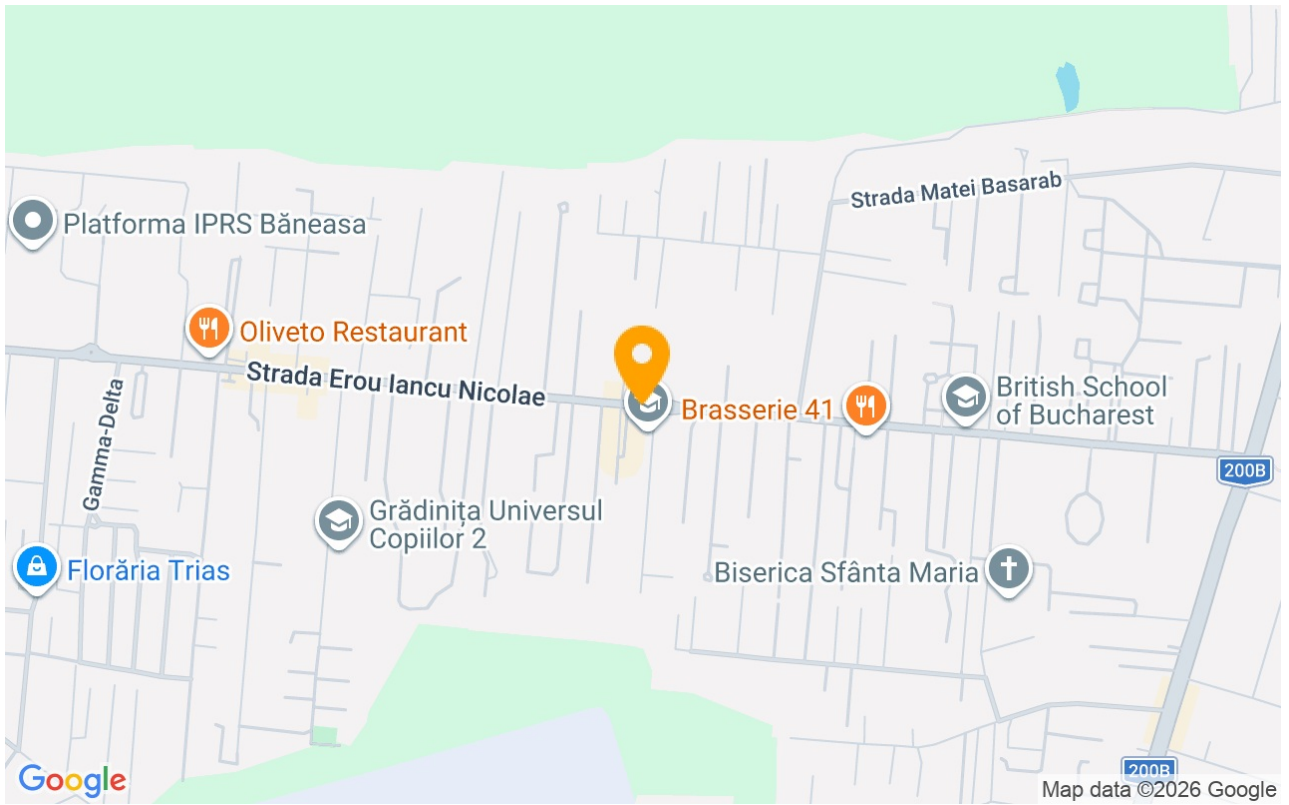 Strada Matei Basarab
Platforma IPRS Băneasa
Oliveto Restaurant
Strada Erou Iancu Nicolae
Gamma-Delta
Brasserie 41
British School
of Bucharest
200B
Grădinița Universul
Copiilor 2
Florăria Trias
Biserica Sfânta Maria
200B
Google
Map data ©2026 Google